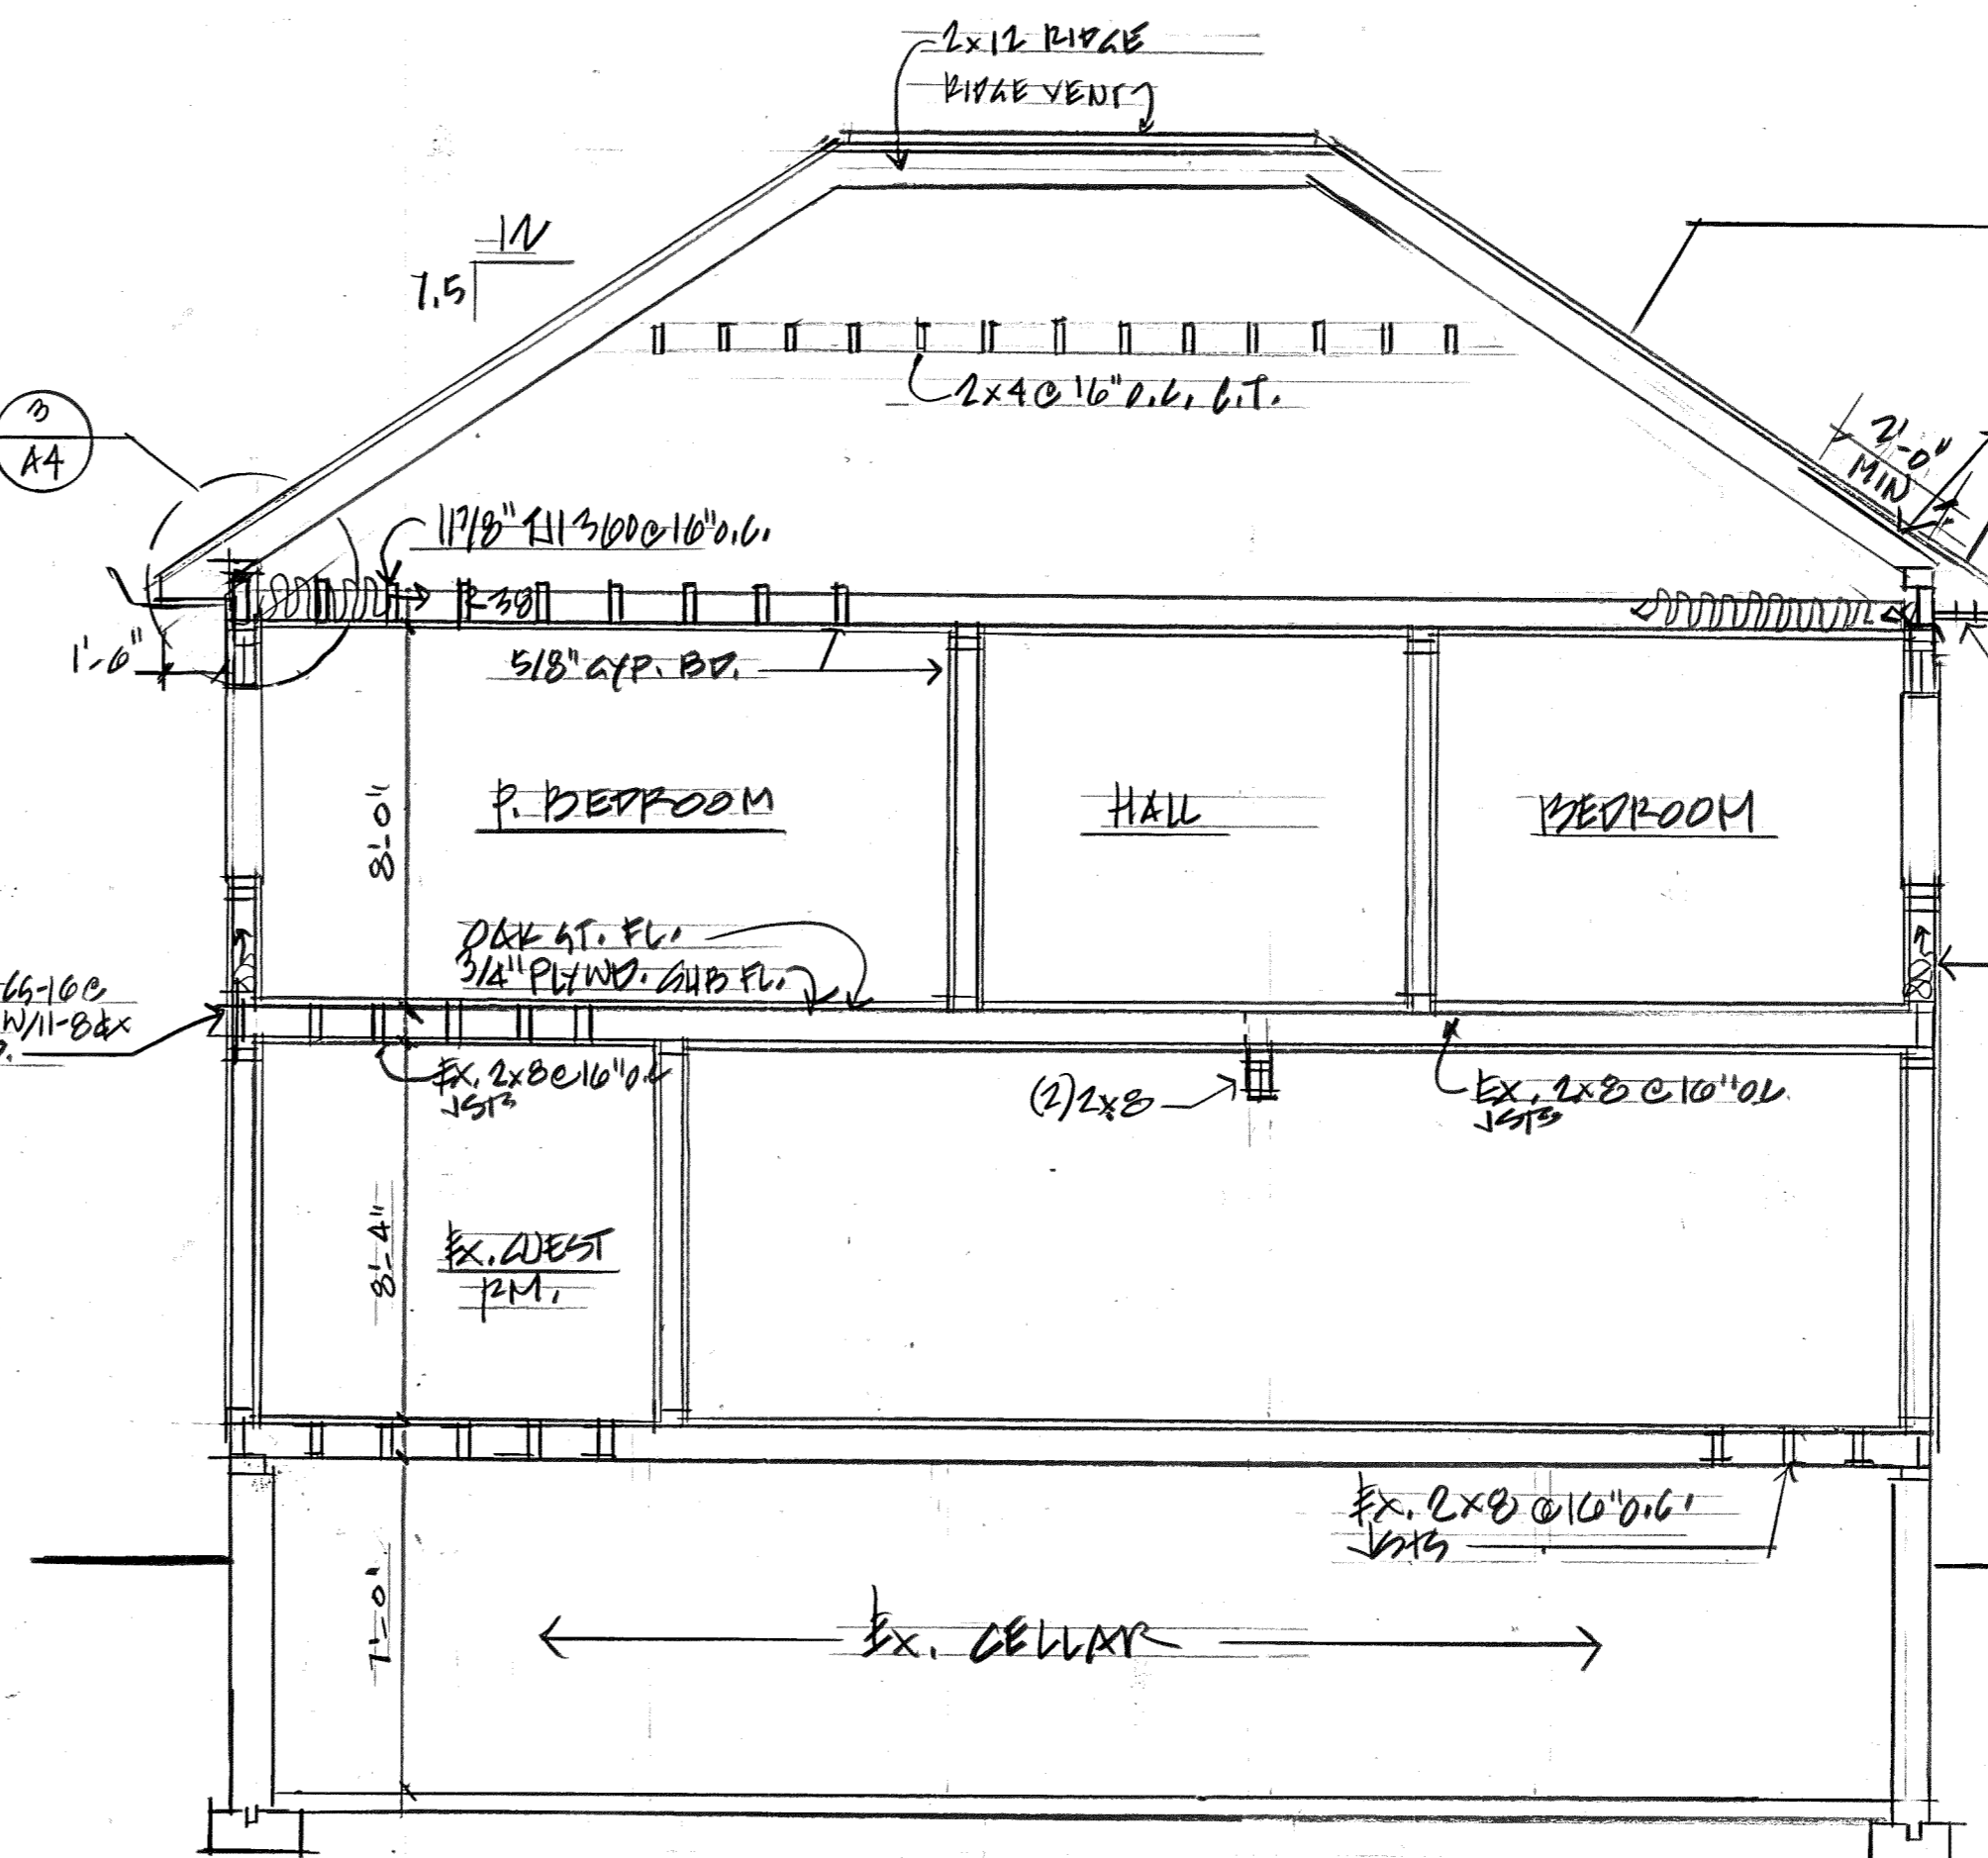 2x12 RIDGE
RIDGE VENT
12
7.5
2x4 @ 16" O.C. C.T.
3
A4
2'-0"
MIN
11 7/8" TJI 360 @ 16" O.C.
R-38
1'-6"
5/8" GYP. BD.
P. BEDROOM
HALL
BEDROOM
8'-0"
OAK ST. FL.
3/4" PLYWD. SUB FL.
W/11-8dx
EX. 2x8 @ 16" O.C
JSTS
(2) 2x8
EX. 2x8 @ 16" O.C.
JSTS
8'-4"
EX. GUEST
RM.
EX. 2x8 @ 16" O.C.
JSTS
7'-0"
EX. CELLAR